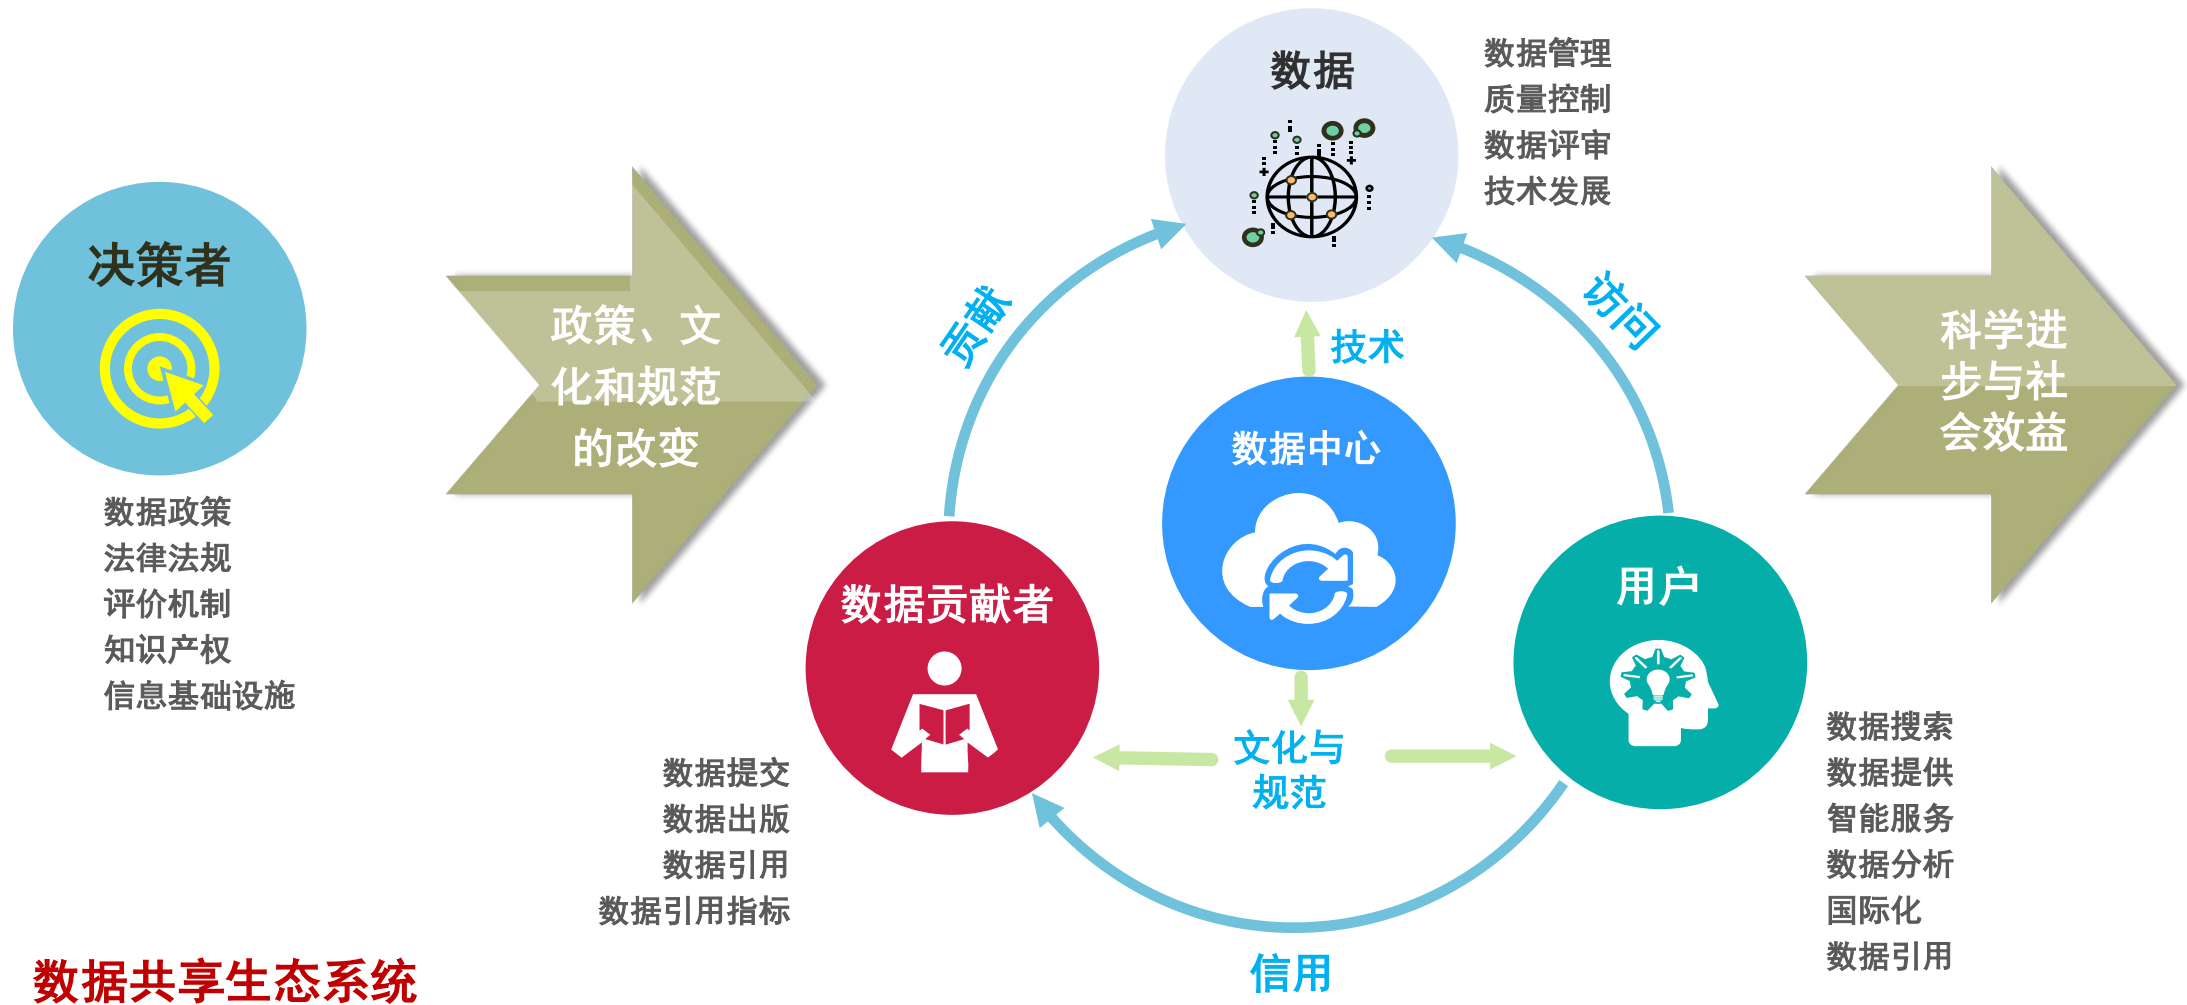 决策者
数据政策
法律法规
评价机制
知识产权
信息基础设施
政策、文
化和规范
的改变
数据
数据管理
质量控制
数据评审
技术发展
贡献
访问
技术
数据中心
数据贡献者
数据提交
数据出版
数据引用
数据引用指标
文化与
规范
用户
数据搜索
数据提供
智能服务
数据分析
国际化
数据引用
信用
科学进
步与社
会效益
数据共享生态系统